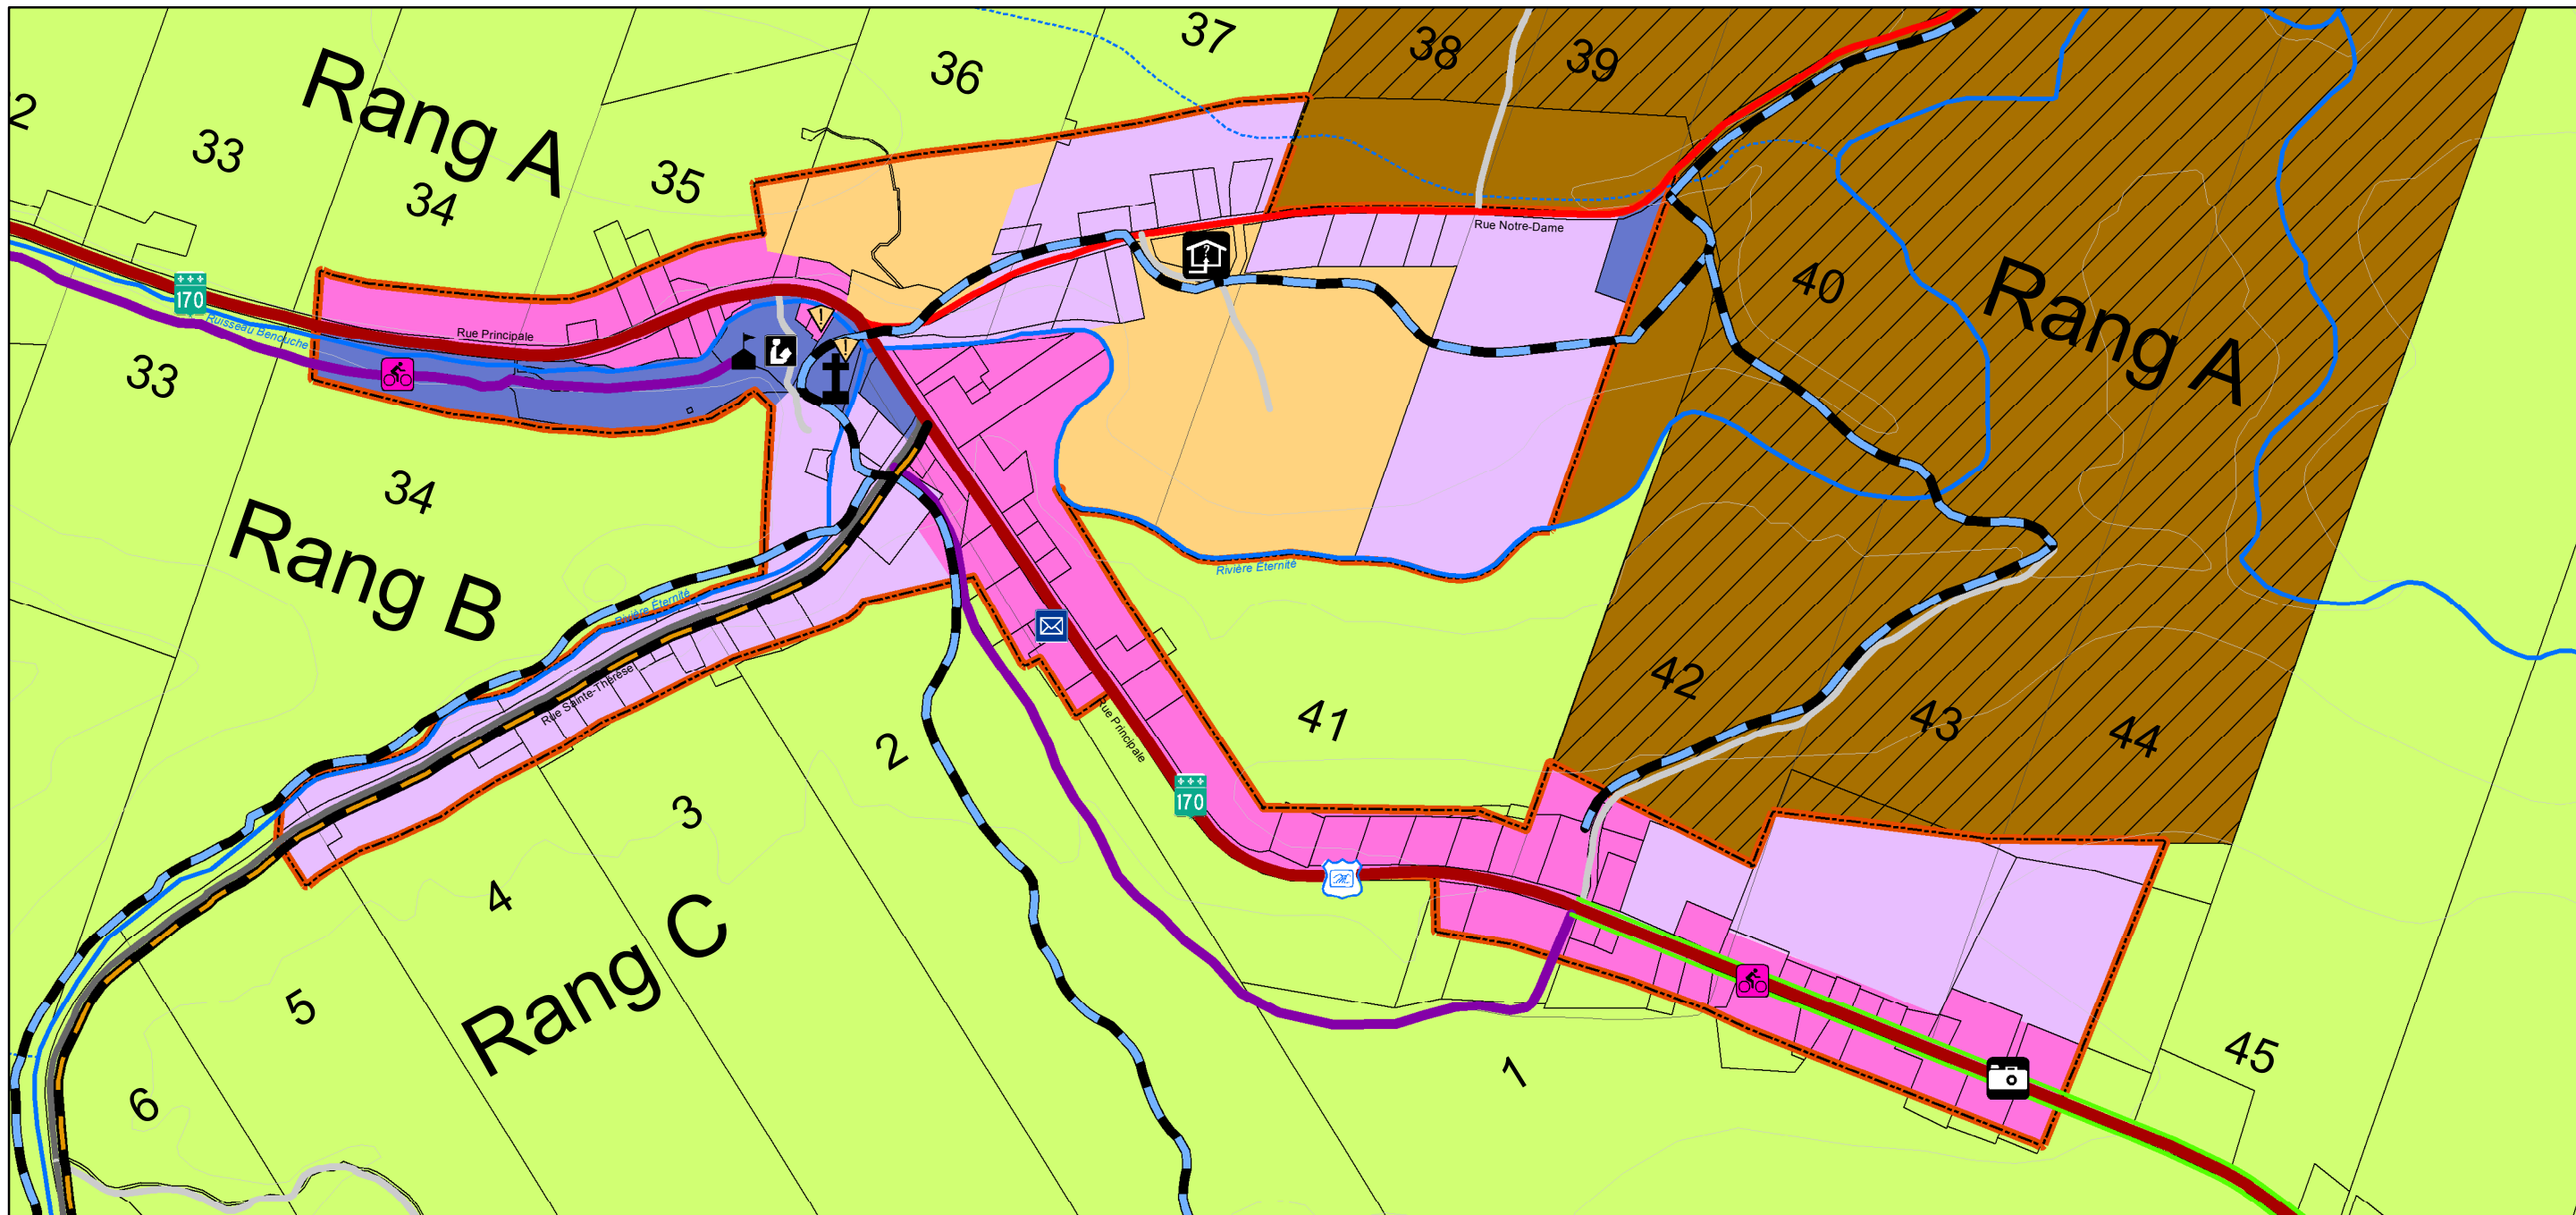 37
38
39
36
Rang A
2
33
35
34
Rue Notre-Dame
40
Rang A
170
Ruisseau Benouche
Rue Principale
?
!
!
33
34
Rang B
Rivière Éternité
Rivière Éternité
Rue Sainte-Thérèse
42
41
43
44
Rue Principale
2
3
170
4
Rang C
5
45
1
6